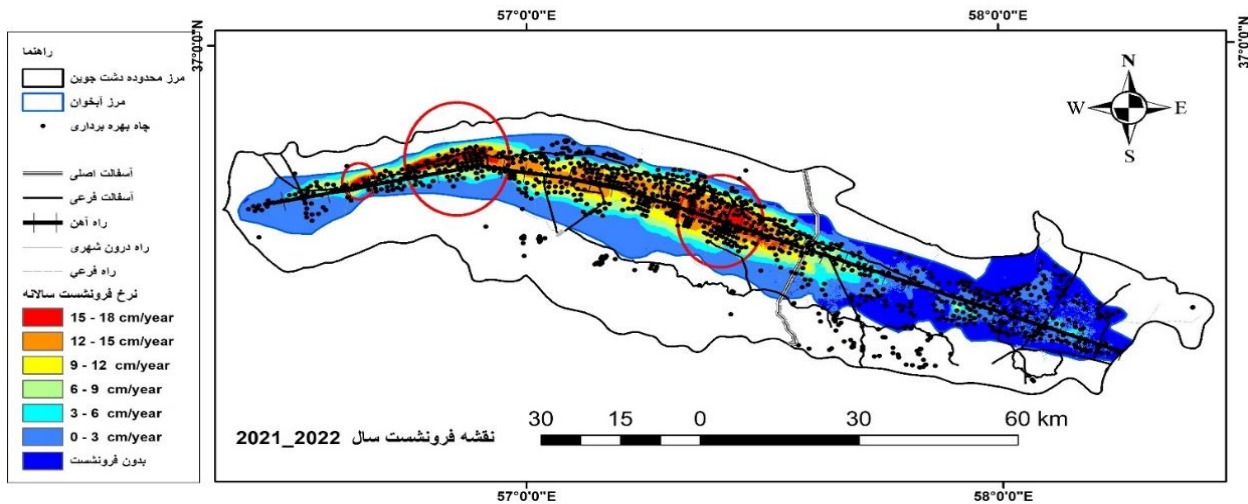 57°0'0"E
58°0'0"E
37°0'0"N
37°0'0"N
راهنما
مرز محدوده دشت جوین
مرز آبخوان
چاه بهره برداری
آسفالت اصلی
آسفالت فرعی
راه آهن
راه درون شهری
راه فرعی
نرخ فرونشست سالانه
15 - 18 cm/year
12 - 15 cm/year
9 - 12 cm/year
6 - 9 cm/year
3 - 6 cm/year
0 - 3 cm/year
بدون فرونشست
N
W E
S
نقشه فرونشست سال 2021_2022
30 15 0 30 60 km
57°0'0"E
58°0'0"E